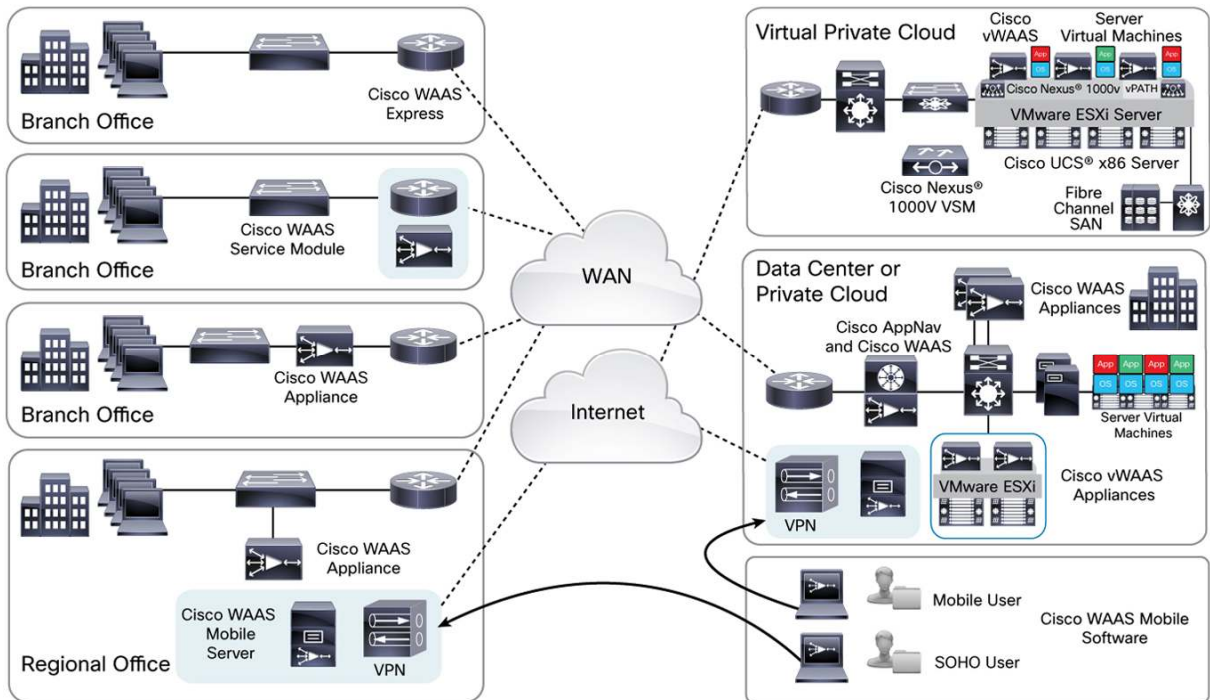 Cisco WAAS
Express
Branch Office
Cisco WAAS
Service Module
Branch Office
Cisco WAAS
Appliance
Branch Office
Cisco WAAS
Appliance
Cisco WAAS
Mobile
Server
VPN
Regional Office
WAN
Internet
Virtual Private Cloud
Cisco
vWAAS
Server
Virtual Machines
App
OS
App
OS
App
OS
Cisco Nexus® 1000v
vPATH
VMware ESXi Server
Cisco UCS® x86 Server
Cisco Nexus®
1000V VSM
Fibre
Channel
SAN
Data Center or
Private Cloud
Cisco WAAS
Appliances
Cisco AppNav
and Cisco WAAS
App
App
App
App
OS
OS
OS
OS
Server Virtual
Machines
VMware ESXi
Cisco vWAAS
Appliances
VPN
Mobile User
SOHO User
Cisco WAAS Mobile
Software